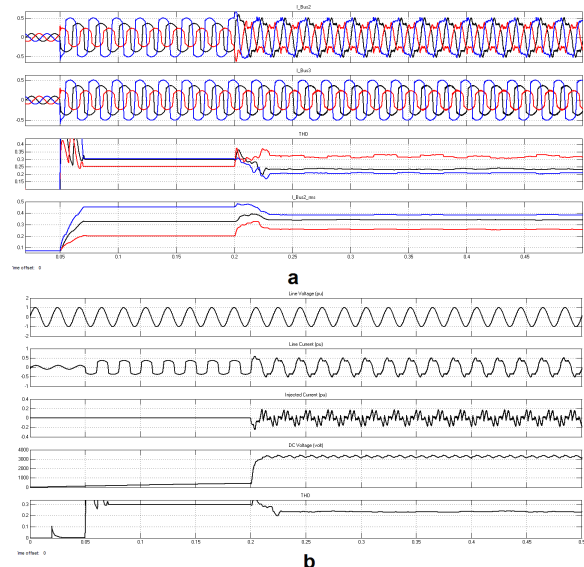 I_Bus2
0.5
0
-0.5
I_Bus3
0.5
0
-0.5
THD
0.4
0.35
0.3
0.25
0.2
0.15
I_Bus2_rms
0.5
0.4
0.3
0.2
0.1
0.05 0.1 0.15 0.2 0.25 0.3 0.35 0.4 0.45
Time offset: 0
a
Line Voltage (pu)
2
1
0
-1
-2
Line Current (pu)
1
0.5
0
-0.5
-1
Injected Current (pu)
0.4
0.2
0
-0.2
-0.4
DC Voltage (volt)
4000
3000
2000
1000
0
THD
0.3
0.2
0.1
0
0 0.05 0.1 0.15 0.2 0.25 0.3 0.35 0.4 0.45 0.5
Time offset: 0
b